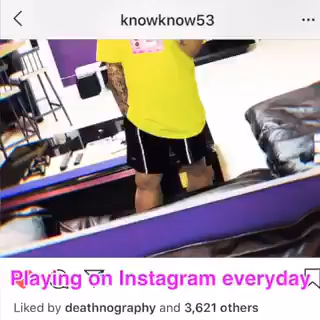 knowknow53
Playing on Instagram everyday
Liked by deathnography and 3,621 others